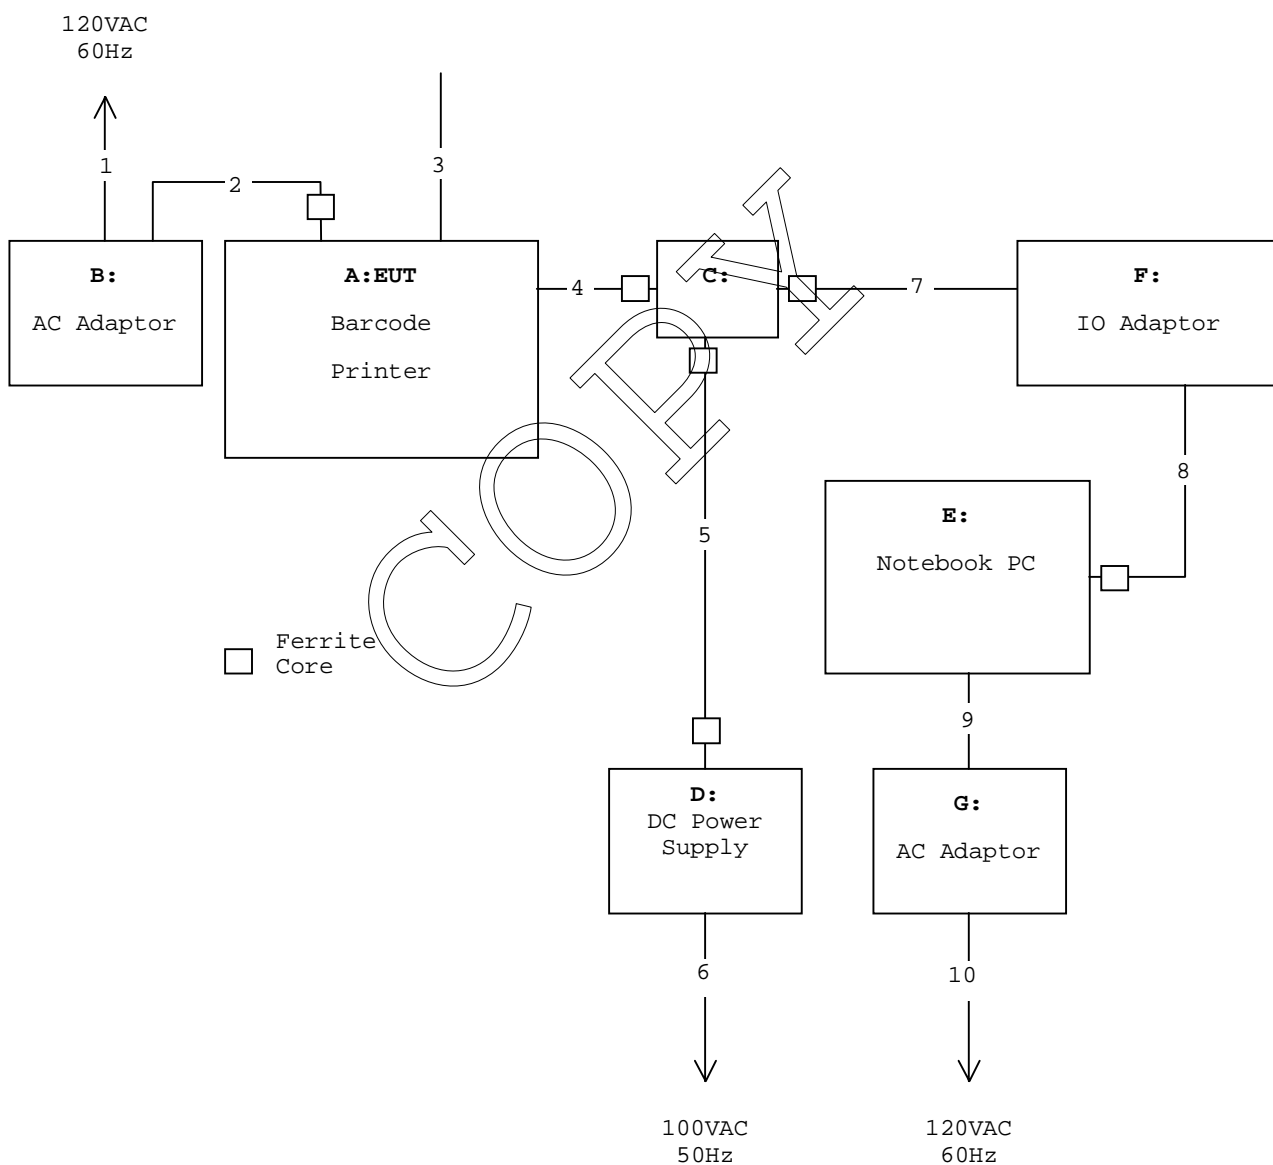 120VAC
60Hz
1
2
3
B:
AC Adaptor
A:EUT
Barcode
Printer
4
C:
7
F:
IO Adaptor
8
5
E:
Notebook PC
Ferrite
Core
9
D:
DC Power
Supply
G:
AC Adaptor
6
10
100VAC
50Hz
120VAC
60Hz
COPY